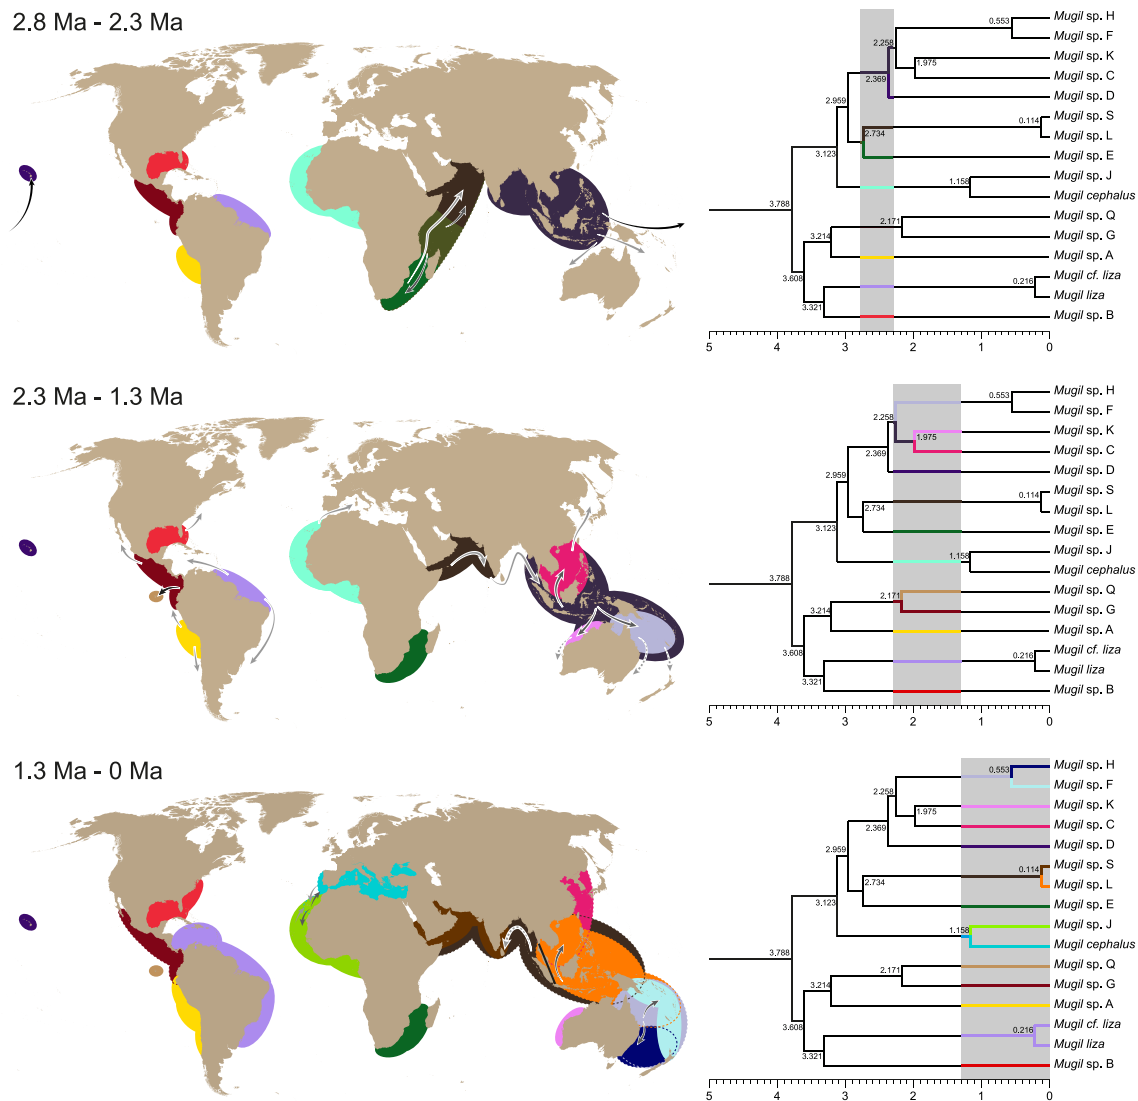 2.8 Ma - 2.3 Ma
Mugil sp. H
0.553
Mugil sp. F
2.258
Mugil sp. K
1.975
2.369
Mugil sp. C
2.959
Mugil sp. D
0.114
Mugil sp. S
2.734
Mugil sp. L
3.123
Mugil sp. E
1.158
Mugil sp. J
Mugil cephalus
3.788
2.171
Mugil sp. Q
3.214
Mugil sp. G
Mugil sp. A
3.608
Mugil cf. liza
0.216
Mugil liza
3.321
Mugil sp. B
5 4 3 2 1 0
2.3 Ma - 1.3 Ma
Mugil sp. H
0.553
Mugil sp. F
2.258
Mugil sp. K
1.975
2.369
Mugil sp. C
2.959
Mugil sp. D
0.114
Mugil sp. S
2.734
Mugil sp. L
3.123
Mugil sp. E
1.158
Mugil sp. J
Mugil cephalus
3.788
2.171
Mugil sp. Q
3.214
Mugil sp. G
Mugil sp. A
3.608
Mugil cf. liza
0.216
Mugil liza
3.321
Mugil sp. B
5 4 3 2 1 0
1.3 Ma - 0 Ma
Mugil sp. H
0.553
Mugil sp. F
2.258
Mugil sp. K
1.975
2.369
Mugil sp. C
2.959
Mugil sp. D
0.114
Mugil sp. S
2.734
Mugil sp. L
3.123
Mugil sp. E
1.158
Mugil sp. J
Mugil cephalus
3.788
2.171
Mugil sp. Q
3.214
Mugil sp. G
Mugil sp. A
3.608
Mugil cf. liza
0.216
Mugil liza
3.321
Mugil sp. B
5 4 3 2 1 0